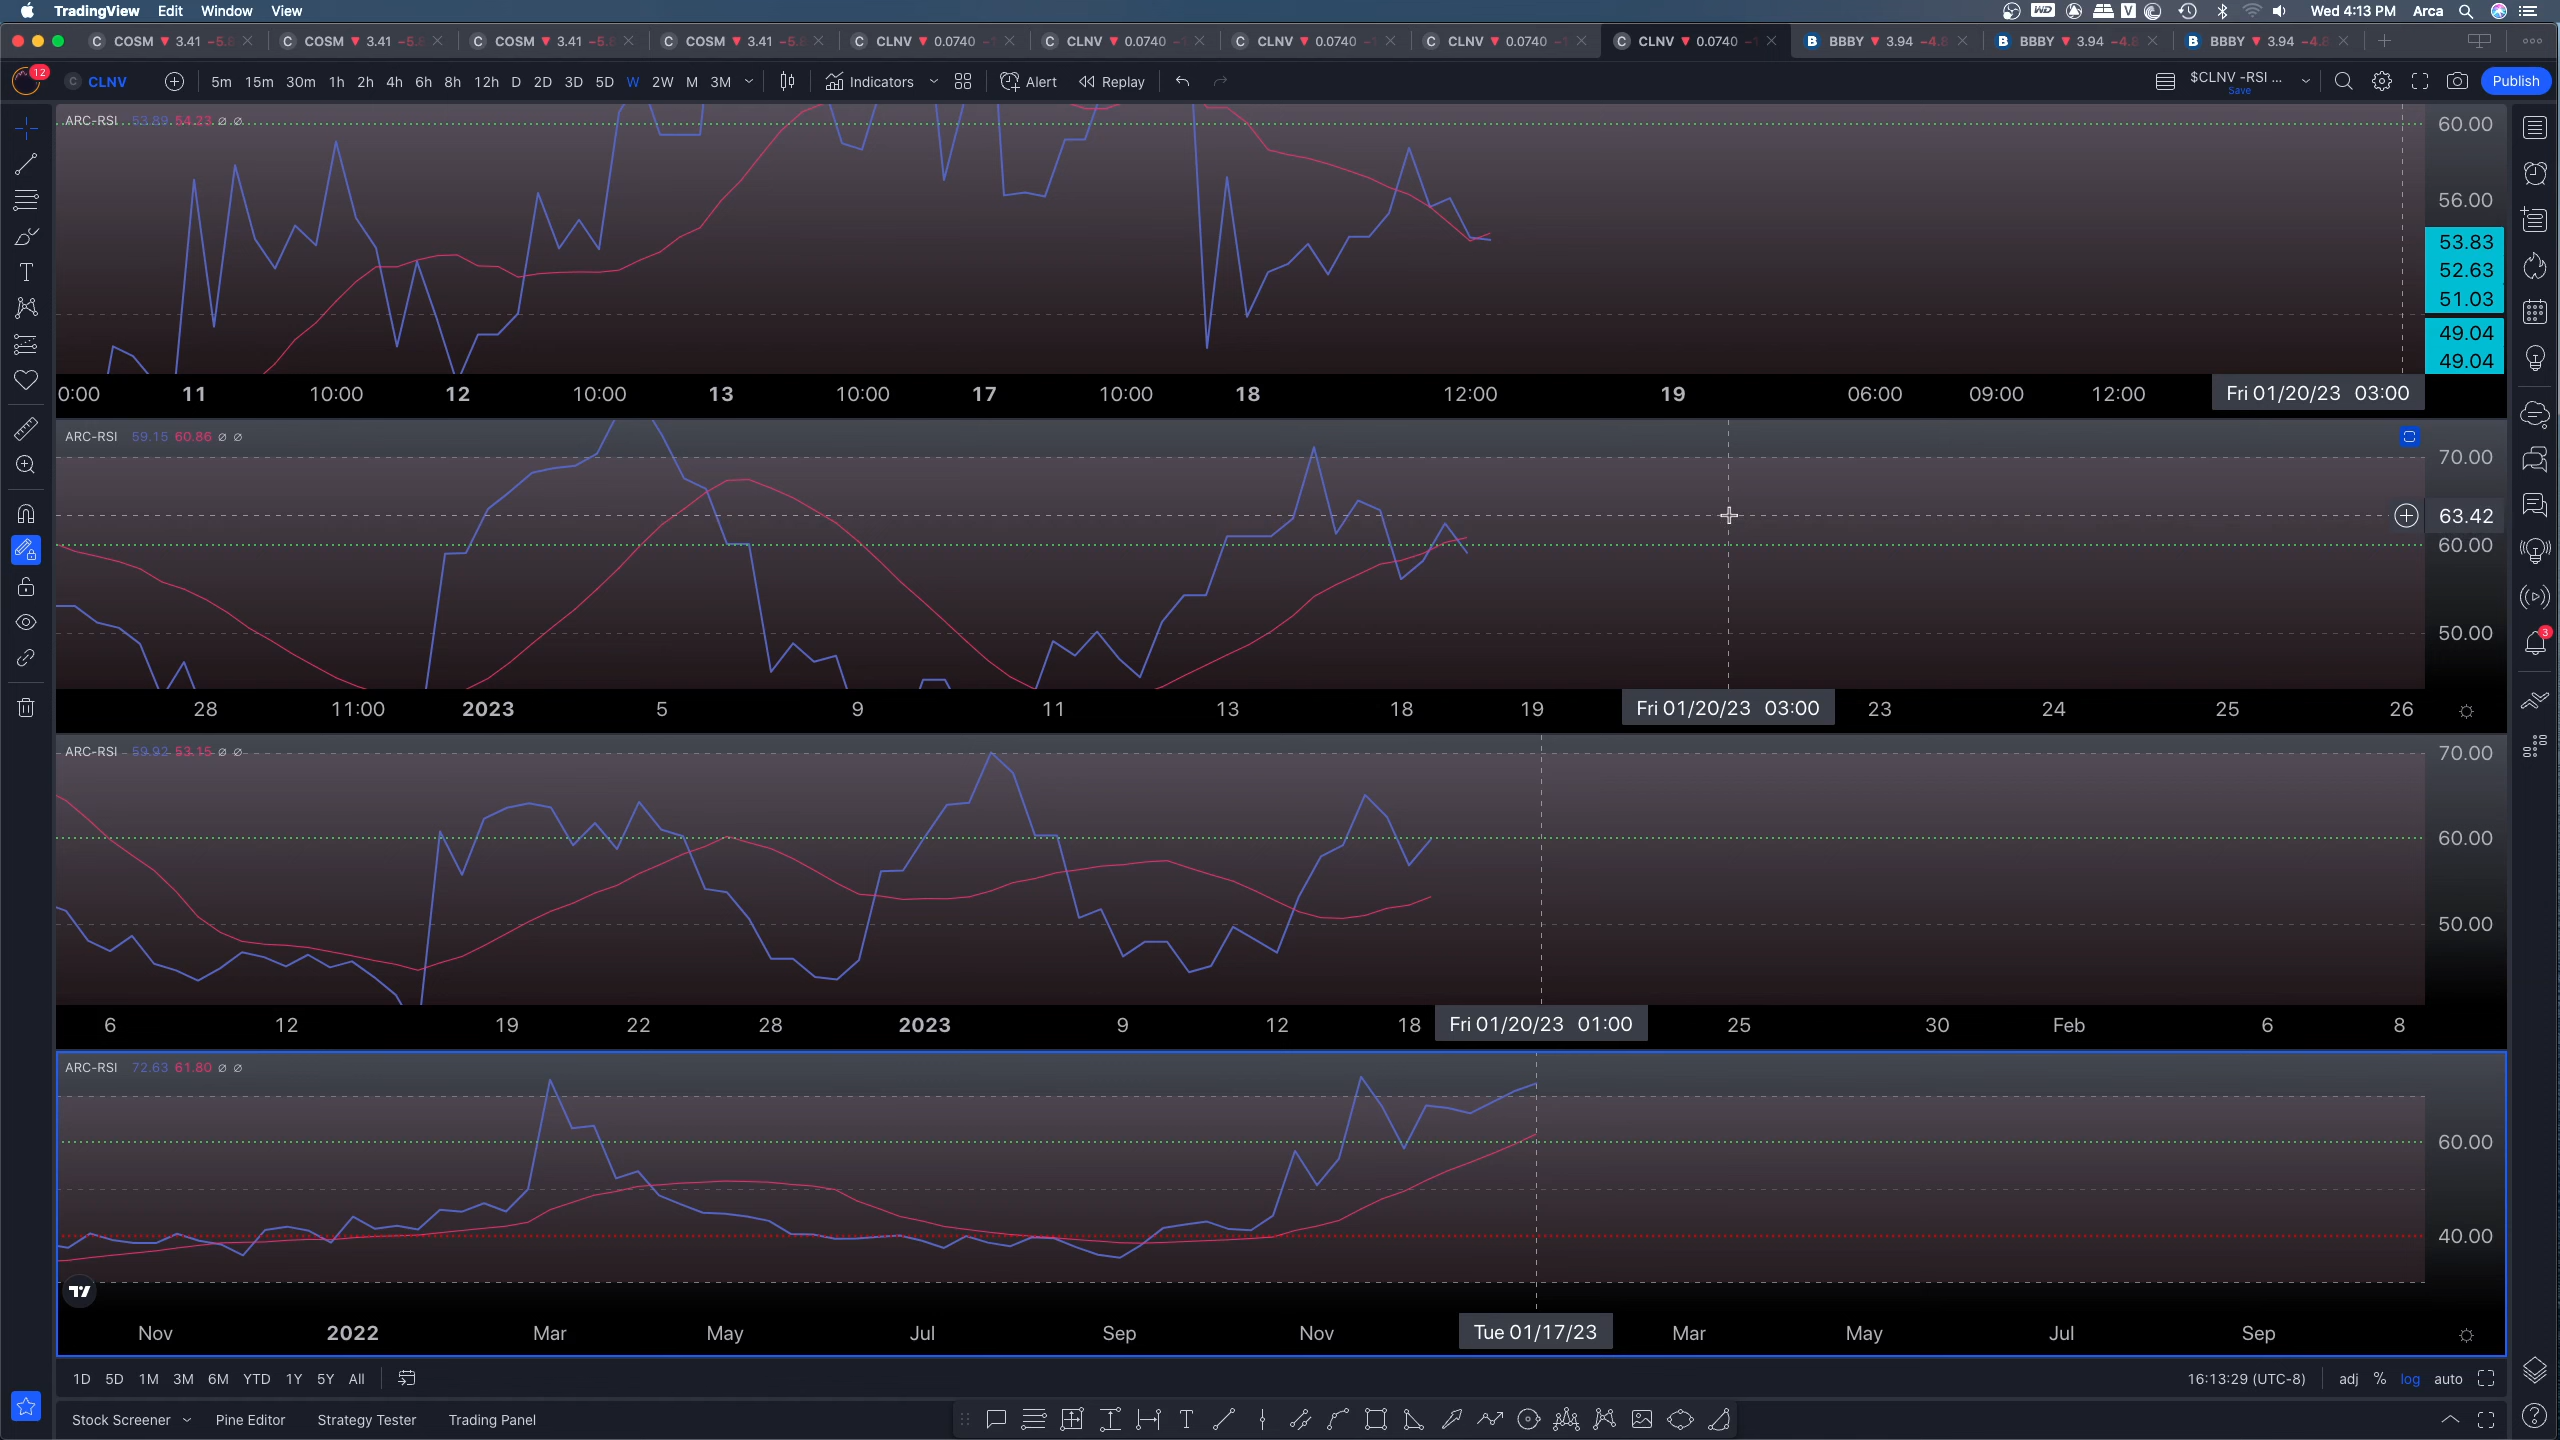 TradingView Edit Window View WD V Wed 4:13 PM Arca
C COSM ▼ 3.41 C COSM ▼ 3.41 C COSM ▼ 3.41 C COSM ▼ 3.41 C CLNV ▼ 0.0740 C CLNV ▼ 0.0740 C CLNV ▼ 0.0740 C CLNV ▼ 0.0740 C CLNV ▼ 0.0740 B BBBY ▼ 3.94 B BBBY ▼ 3.94 B BBBY ▼ 3.94
12 C CLNV 5m 15m 30m 1h 2h 4h 6h 8h 12h D 2D 3D 5D W 2W M 3M Indicators Alert Replay $CLNV -RSI ... Publish
Save
ARC-RSI 53.89 54.23 ∅ ∅ 60.00
56.00
53.83
52.63
51.03
49.04
49.04
0:00 11 10:00 12 10:00 13 10:00 17 10:00 18 12:00 19 06:00 09:00 12:00 Fri 01/20/23 03:00
ARC-RSI 59.15 60.86 ∅ ∅
70.00
63.42
60.00
50.00
28 11:00 2023 5 9 11 13 18 19 Fri 01/20/23 03:00 23 24 25 26
3
ARC-RSI 59.92 53.15 ∅ ∅ 70.00
60.00
50.00
6 12 19 22 28 2023 9 12 18 Fri 01/20/23 01:00 25 30 Feb 6 8
ARC-RSI 72.63 61.80 ∅ ∅
60.00
40.00
Nov 2022 Mar May Jul Sep Nov Tue 01/17/23 Mar May Jul Sep
1D 5D 1M 3M 6M YTD 1Y 5Y All 16:13:29 (UTC-8) adj % log auto
Stock Screener Pine Editor Strategy Tester Trading Panel